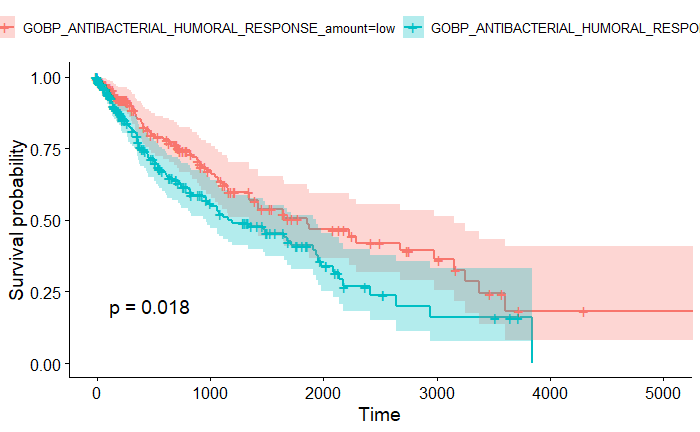 GOBP_ANTIBACTERIAL_HUMORAL_RESPONSE_amount=low GOBP_ANTIBACTERIAL_HUMORAL_RESPO
1.00
0.75
0.50
0.25
0.00
Survival probability
p = 0.018
0 1000 2000 3000 4000 5000
Time